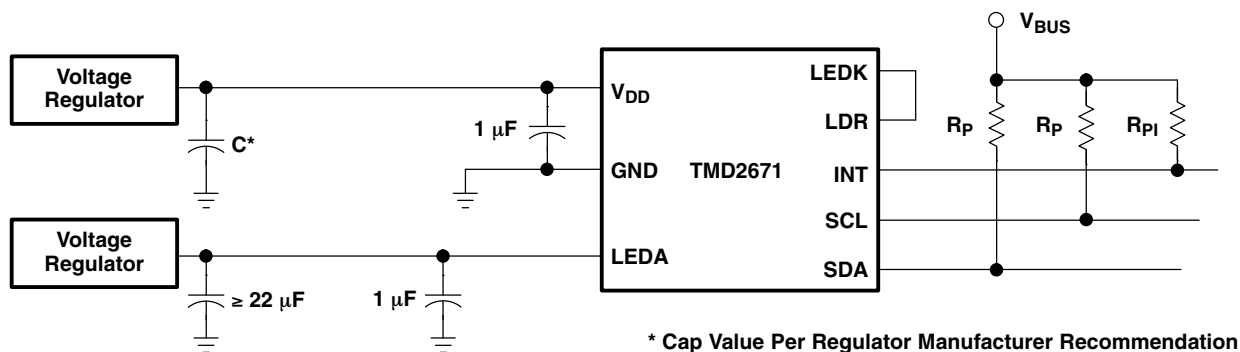 V_BUS
Voltage
Regulator
C*
1 μF
V_DD
GND
LEDA
TMD2671
LEDK
LDR
INT
SCL
SDA
R_P
R_P
R_PI
Voltage
Regulator
≥ 22 μF
1 μF
* Cap Value Per Regulator Manufacturer Recommendation